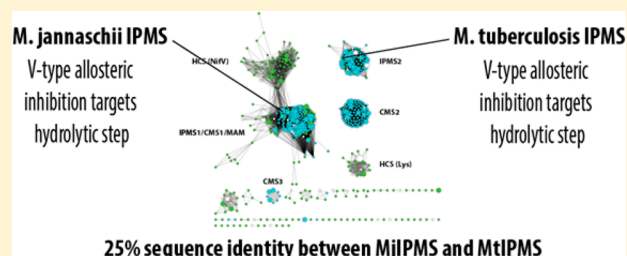 M. jannaschii IPMS
V-type allosteric
inhibition targets
hydrolytic step
HCS (NifV)
IPMS1/CMS1/MAM
CMS3
IPMS2
CMS2
HCS (Lys)
M. tuberculosis IPMS
V-type allosteric
inhibition targets
hydrolytic step
25% sequence identity between MjIPMS and MtIPMS